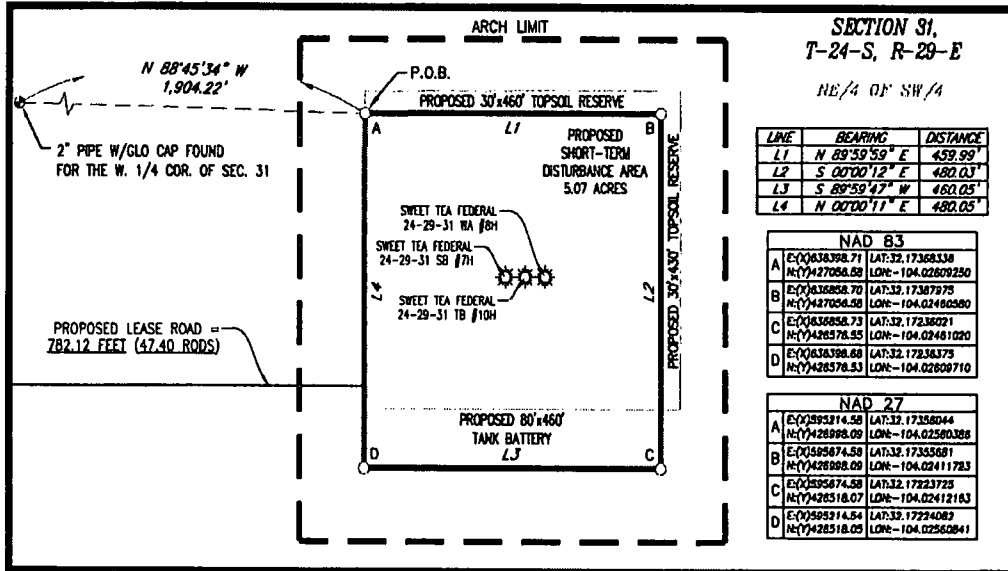 ARCH LIMIT
N 88°45'34" W
1,904.22'
P.O.B.
2" PIPE W/GLO CAP FOUND
FOR THE W. 1/4 COR. OF SEC. 31
PROPOSED 30'x460' TOPSOIL RESERVE
A
L1
B
PROPOSED
SHORT-TERM
DISTURBANCE AREA
5.07 ACRES
SWEET TEA FEDERAL
24-29-31 WA #8H
SWEET TEA FEDERAL
24-29-31 SB #7H
SWEET TEA FEDERAL
24-29-31 TB #10H
L4
L2
PROPOSED 30'x430' TOPSOIL RESERVE
PROPOSED LEASE ROAD =
782.12 FEET (47.40 RODS)
PROPOSED 80'x460'
TANK BATTERY
L3
D
C
SECTION 31,
T-24-S, R-29-E
NE/4 OF SW/4
LINE BEARING DISTANCE
L1 N 89°59'59" E 459.99'
L2 S 00°00'12" E 480.03'
L3 S 89°59'47" W 460.05'
L4 N 00°00'11" E 480.05'
NAD 83
A E:(X)636398.71 LAT:32.17368338
N:(Y)427058.58 LON:-104.02609250
B E:(X)636858.70 LAT:32.17367975
N:(Y)427058.58 LON:-104.02460580
C E:(X)636858.73 LAT:32.17236021
N:(Y)426578.55 LON:-104.02461020
D E:(X)636398.68 LAT:32.17236375
N:(Y)426578.53 LON:-104.02609710
NAD 27
A E:(X)595214.58 LAT:32.17356044
N:(Y)426998.09 LON:-104.02560388
B E:(X)595674.58 LAT:32.17355681
N:(Y)426998.09 LON:-104.02411723
C E:(X)595674.58 LAT:32.17223725
N:(Y)426518.07 LON:-104.02412163
D E:(X)595214.54 LAT:32.17224082
N:(Y)426518.05 LON:-104.02560841